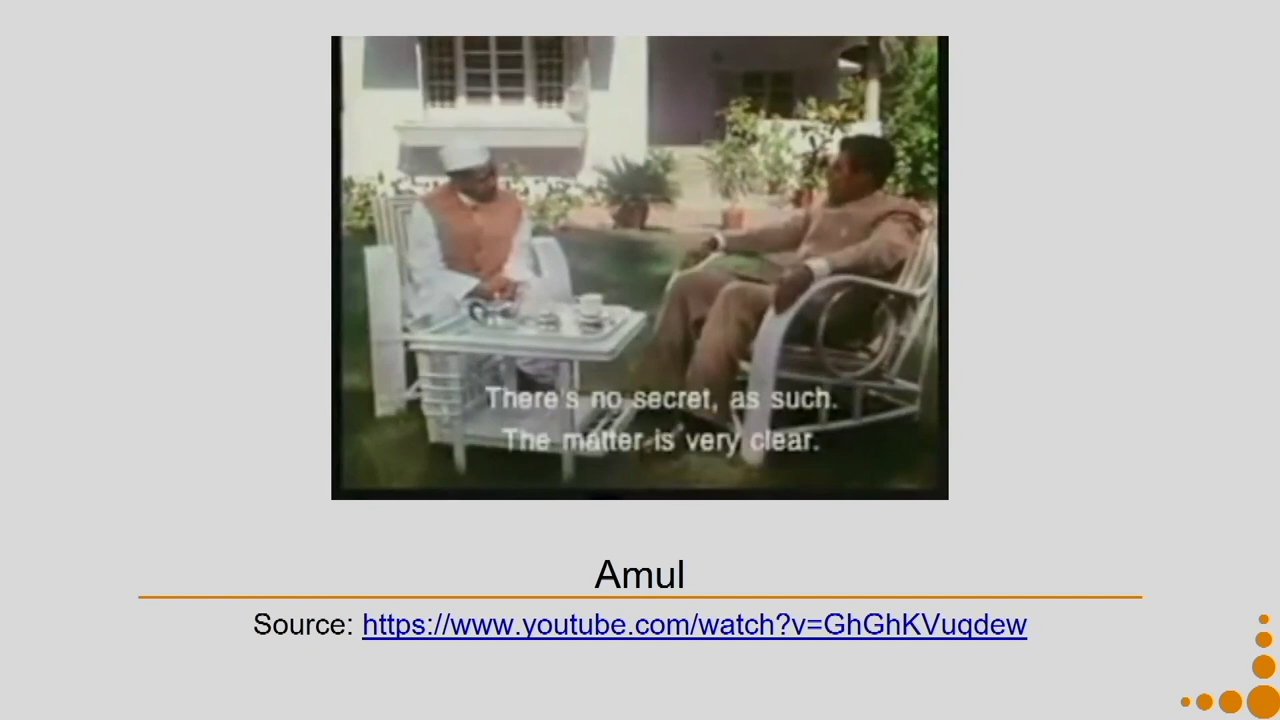 There's no secret, as such.
The matter is very clear.
Amul
Source: https://www.youtube.com/watch?v=GhGhKVuqdew